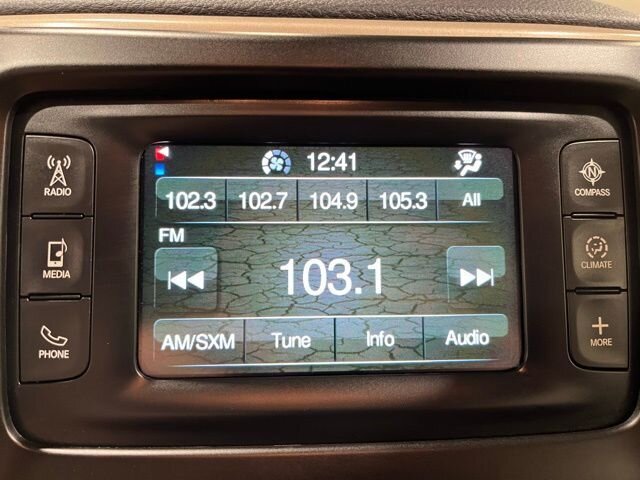 12:41
102.3 102.7 104.9 105.3 All
FM
103.1
AM/SXM Tune Info Audio
RADIO
MEDIA
PHONE
COMPASS
CLIMATE
+
MORE